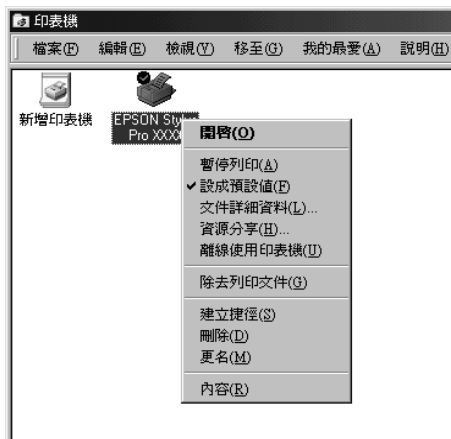 印表機
檔案(F) 編輯(E) 檢視(V) 移至(G) 我的最愛(A) 說明(H)
新增印表機
EPSON Stylus
Pro XXXX
開啓(O)
暫停列印(A)
設成預設值(F)
文件詳細資料(L)...
資源分享(H)...
離線使用印表機(U)
除去列印文件(G)
建立捷徑(S)
刪除(D)
更名(M)
內容(R)